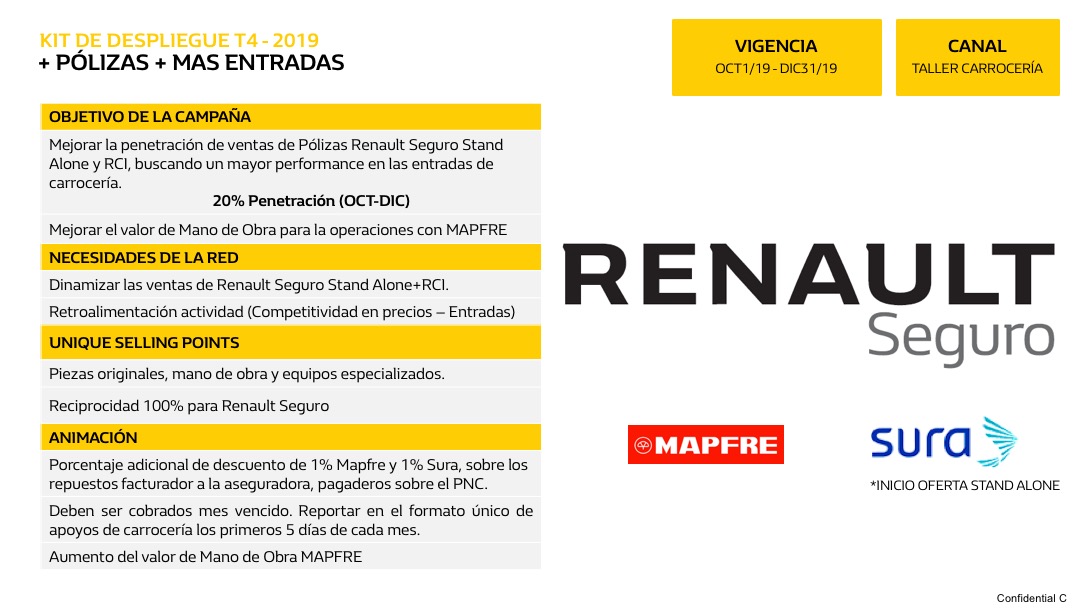 KIT DE DESPLIEGUE T4 - 2019
+ PÓLIZAS + MAS ENTRADAS
VIGENCIA
OCT1/19 - DIC31/19
CANAL
TALLER CARROCERÍA
OBJETIVO DE LA CAMPAÑA
Mejorar la penetración de ventas de Pólizas Renault Seguro Stand
Alone y RCI, buscando un mayor performance en las entradas de
carrocería.
20% Penetración (OCT-DIC)
Mejorar el valor de Mano de Obra para la operaciones con MAPFRE
NECESIDADES DE LA RED
Dinamizar las ventas de Renault Seguro Stand Alone+RCI.
Retroalimentación actividad (Competitividad en precios – Entradas)
UNIQUE SELLING POINTS
Piezas originales, mano de obra y equipos especializados.
Reciprocidad 100% para Renault Seguro
ANIMACIÓN
Porcentaje adicional de descuento de 1% Mapfre y 1% Sura, sobre los
repuestos facturador a la aseguradora, pagaderos sobre el PNC.
Deben ser cobrados mes vencido. Reportar en el formato único de
apoyos de carrocería los primeros 5 días de cada mes.
Aumento del valor de Mano de Obra MAPFRE
RENAULT
Seguro
MAPFRE
sura
*INICIO OFERTA STAND ALONE
Confidential C